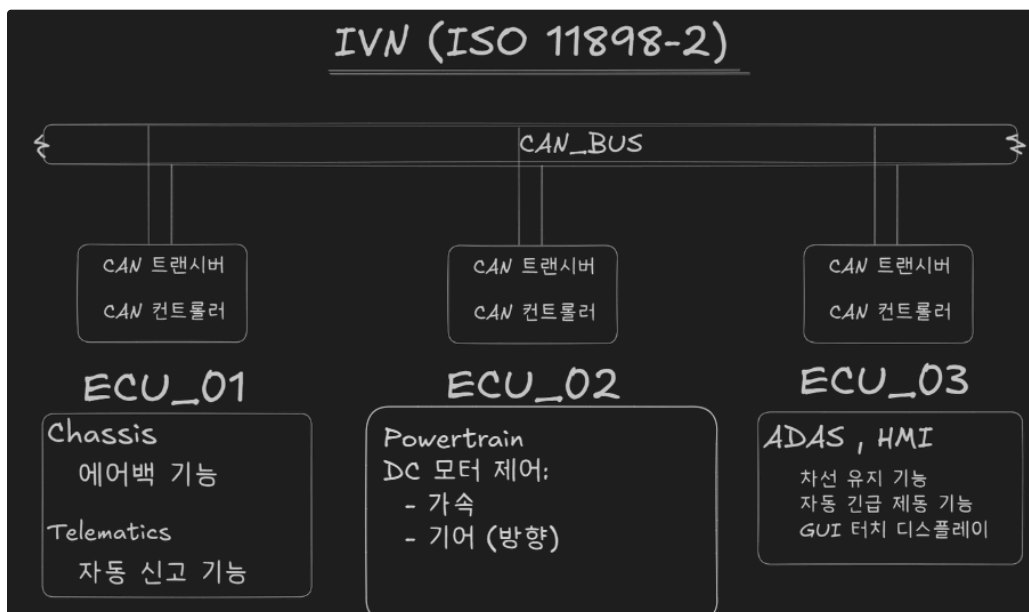 IVN (ISO 11898-2)
CAN_BUS
CAN 트랜시버
CAN 컨트롤러
CAN 트랜시버
CAN 컨트롤러
CAN 트랜시버
CAN 컨트롤러
ECU_01
Chassis
에어백 기능
Telematics
자동 신고 기능
ECU_02
Powertrain
DC 모터 제어:
- 가속
- 기어 (방향)
ECU_03
ADAS , HMI
차선 유지 기능
자동 긴급 제동 기능
GUI 터치 디스플레이